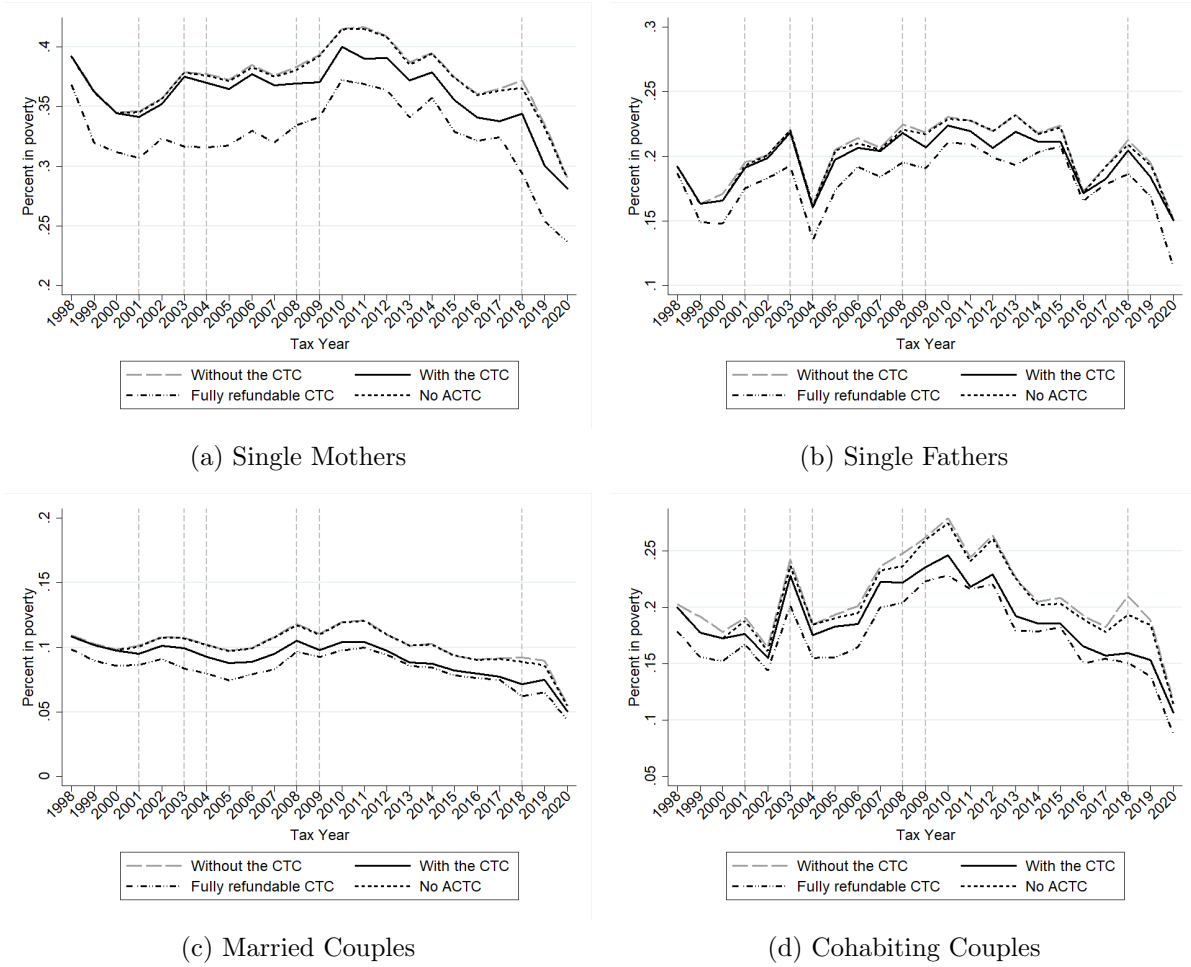 Percent in poverty
.2 .25 .3 .35 .4
1998 1999 2000 2001 2002 2003 2004 2005 2006 2007 2008 2009 2010 2011 2012 2013 2014 2015 2016 2017 2018 2019 2020
Tax Year
Without the CTC With the CTC
Fully refundable CTC No ACTC
(a) Single Mothers
Percent in poverty
.1 .15 .2 .25 .3
1998 1999 2000 2001 2002 2003 2004 2005 2006 2007 2008 2009 2010 2011 2012 2013 2014 2015 2016 2017 2018 2019 2020
Tax Year
Without the CTC With the CTC
Fully refundable CTC No ACTC
(b) Single Fathers
Percent in poverty
0 .05 .1 .15 .2
1998 1999 2000 2001 2002 2003 2004 2005 2006 2007 2008 2009 2010 2011 2012 2013 2014 2015 2016 2017 2018 2019 2020
Tax Year
Without the CTC With the CTC
Fully refundable CTC No ACTC
(c) Married Couples
Percent in poverty
.05 .1 .15 .2 .25
1998 1999 2000 2001 2002 2003 2004 2005 2006 2007 2008 2009 2010 2011 2012 2013 2014 2015 2016 2017 2018 2019 2020
Tax Year
Without the CTC With the CTC
Fully refundable CTC No ACTC
(d) Cohabiting Couples